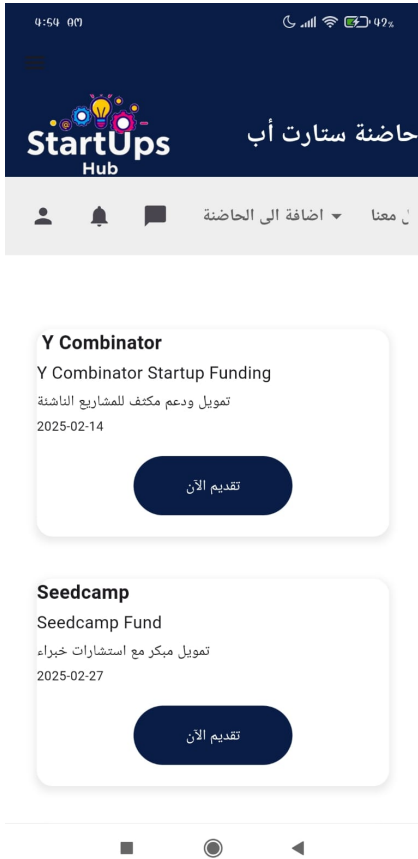 4:54 AM
42%
StartUps
Hub
حاضنة ستارت أب
ل معنا
اضافة الى الحاضنة
Y Combinator
Y Combinator Startup Funding
تمويل ودعم مكثف للمشاريع الناشئة
2025-02-14
تقديم الآن
Seedcamp
Seedcamp Fund
تمويل مبكر مع استشارات خبراء
2025-02-27
تقديم الآن